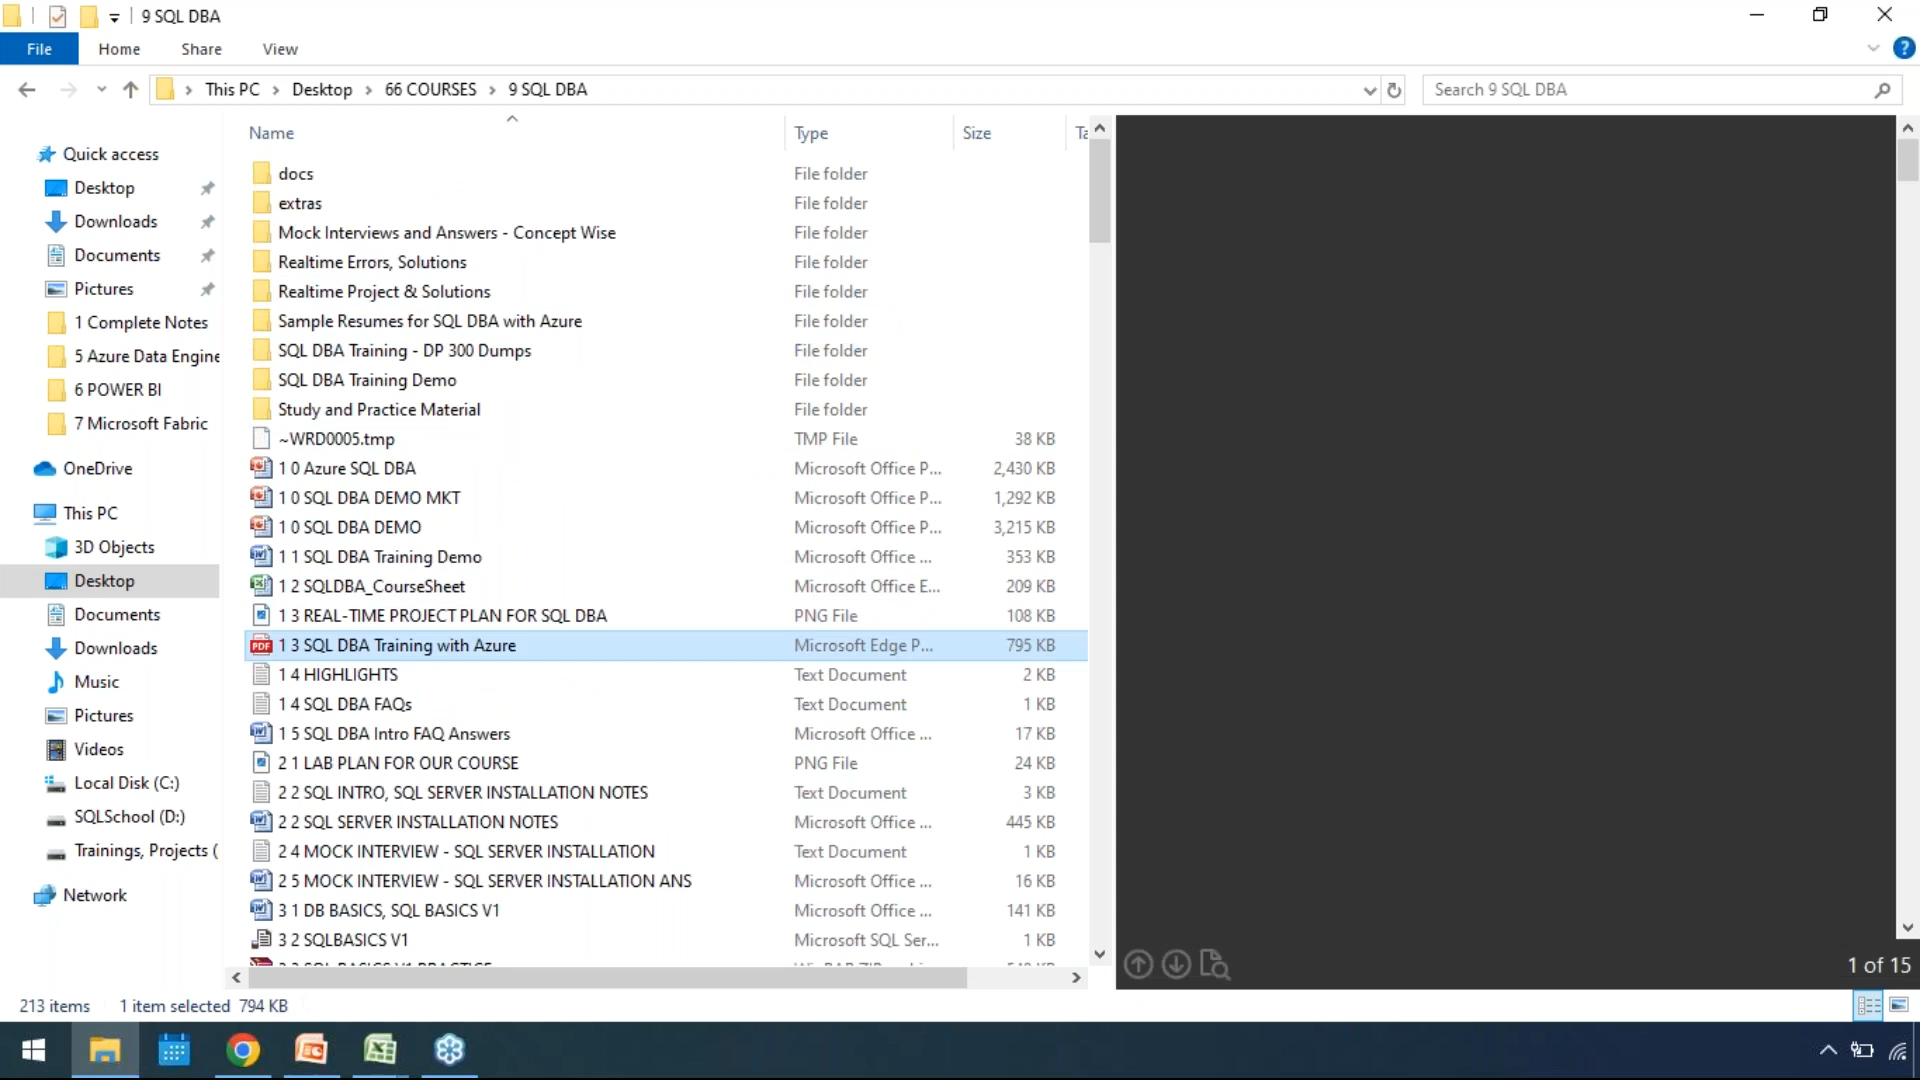 9 SQL DBA
File Home Share View
This PC Desktop 66 COURSES 9 SQL DBA
Search 9 SQL DBA
Quick access
Desktop
Downloads
Documents
Pictures
1 Complete Notes
5 Azure Data Engine
6 POWER BI
7 Microsoft Fabric
OneDrive
This PC
3D Objects
Desktop
Documents
Downloads
Music
Pictures
Videos
Local Disk (C:)
SQLSchool (D:)
Trainings, Projects (
Network
Name Type Size Ta
docs File folder
extras File folder
Mock Interviews and Answers - Concept Wise File folder
Realtime Errors, Solutions File folder
Realtime Project & Solutions File folder
Sample Resumes for SQL DBA with Azure File folder
SQL DBA Training - DP 300 Dumps File folder
SQL DBA Training Demo File folder
Study and Practice Material File folder
~WRD0005.tmp TMP File 38 KB
1 0 Azure SQL DBA Microsoft Office P... 2,430 KB
1 0 SQL DBA DEMO MKT Microsoft Office P... 1,292 KB
1 0 SQL DBA DEMO Microsoft Office P... 3,215 KB
1 1 SQL DBA Training Demo Microsoft Office ... 353 KB
1 2 SQLDBA_CourseSheet Microsoft Office E... 209 KB
1 3 REAL-TIME PROJECT PLAN FOR SQL DBA PNG File 108 KB
PDF 1 3 SQL DBA Training with Azure Microsoft Edge P... 795 KB
1 4 HIGHLIGHTS Text Document 2 KB
1 4 SQL DBA FAQs Text Document 1 KB
1 5 SQL DBA Intro FAQ Answers Microsoft Office ... 17 KB
2 1 LAB PLAN FOR OUR COURSE PNG File 24 KB
2 2 SQL INTRO, SQL SERVER INSTALLATION NOTES Text Document 3 KB
2 2 SQL SERVER INSTALLATION NOTES Microsoft Office ... 445 KB
2 4 MOCK INTERVIEW - SQL SERVER INSTALLATION Text Document 1 KB
2 5 MOCK INTERVIEW - SQL SERVER INSTALLATION ANS Microsoft Office ... 16 KB
3 1 DB BASICS, SQL BASICS V1 Microsoft Office ... 141 KB
3 2 SQLBASICS V1 Microsoft SQL Ser... 1 KB
1 of 15
213 items 1 item selected 794 KB